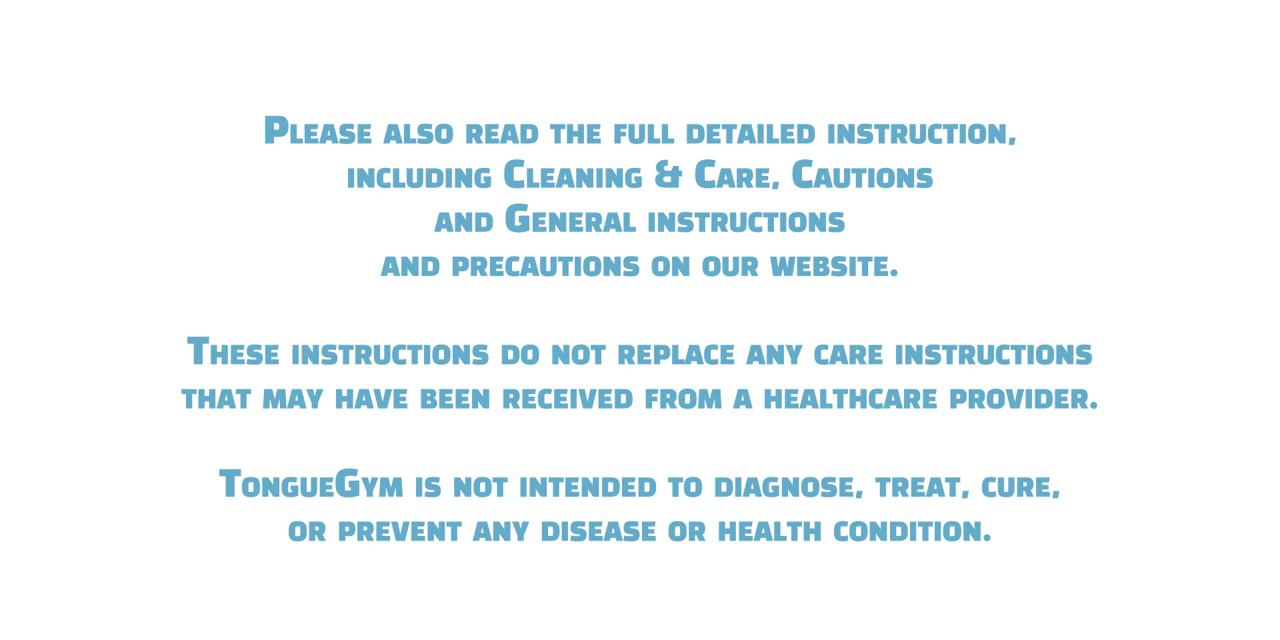 Please also read the full detailed instruction,
including Cleaning & Care, Cautions
and General instructions
and precautions on our website.
These instructions do not replace any care instructions
that may have been received from a healthcare provider.
TongueGym is not intended to diagnose, treat, cure,
or prevent any disease or health condition.